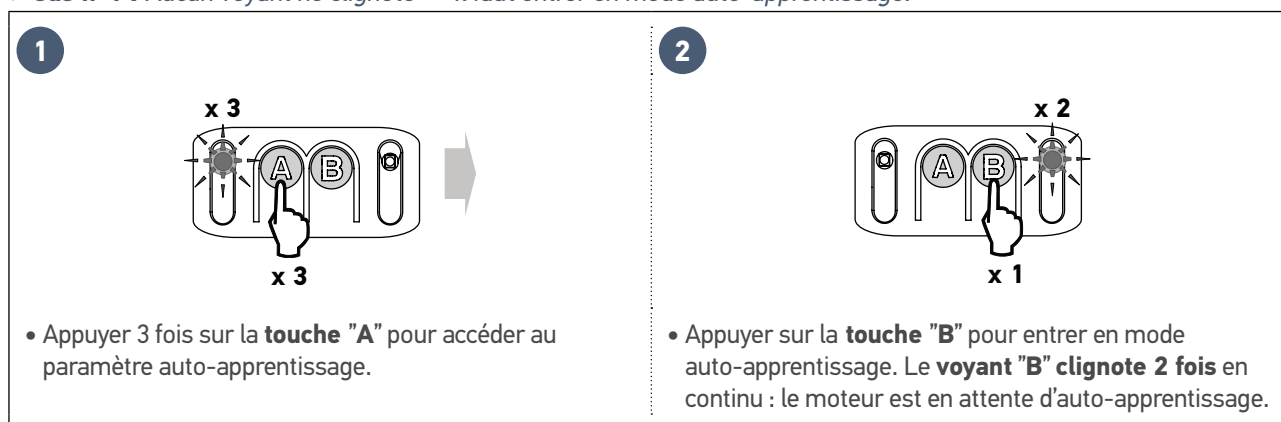 1
x 3
A B
x 3
• Appuyer 3 fois sur la touche "A" pour accéder au
paramètre auto-apprentissage.
2
x 2
A B
x 1
• Appuyer sur la touche "B" pour entrer en mode
auto-apprentissage. Le voyant "B" clignote 2 fois en
continu : le moteur est en attente d'auto-apprentissage.